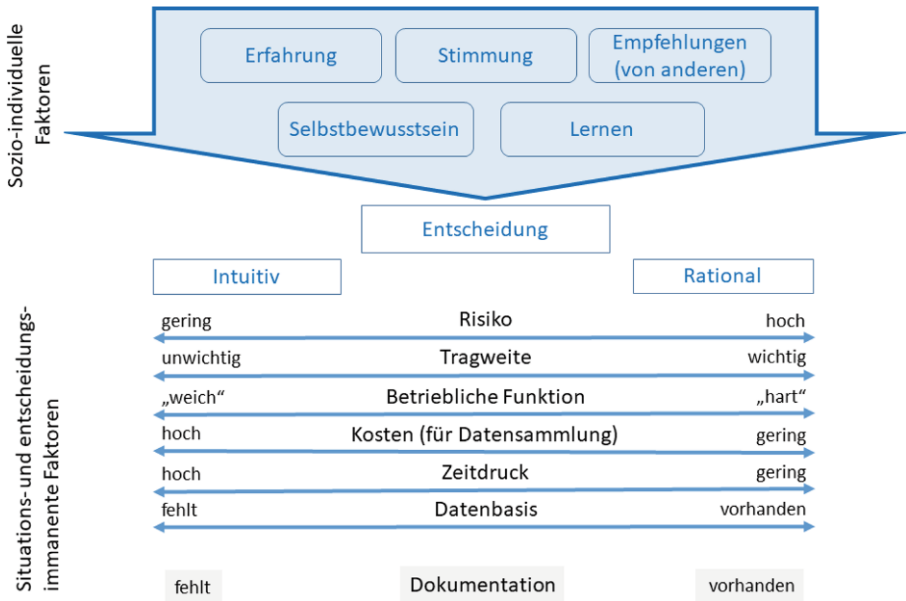 Sozio-individuelle
Faktoren
Erfahrung
Stimmung
Empfehlungen
(von anderen)
Selbstbewusstsein
Lernen
Entscheidung
Intuitiv
Rational
Situations- und entscheidungs-
immanente Faktoren
gering Risiko hoch
unwichtig Tragweite wichtig
„weich“ Betriebliche Funktion „hart“
hoch Kosten (für Datensammlung) gering
hoch Zeitdruck gering
fehlt Datenbasis vorhanden
fehlt Dokumentation vorhanden